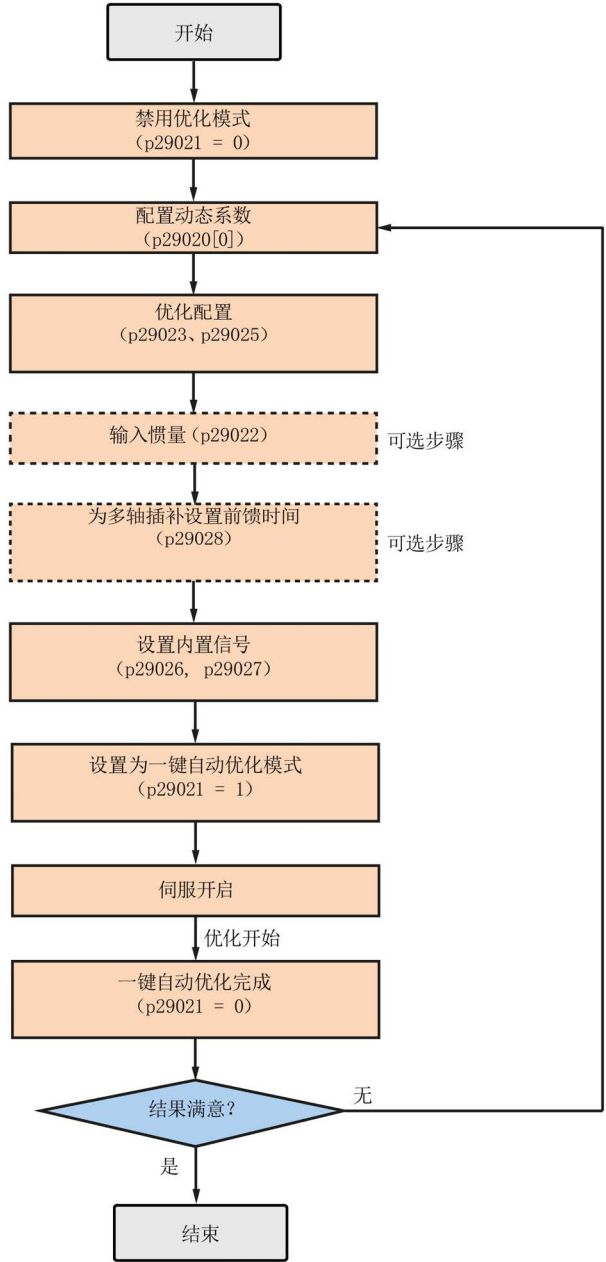 开始
禁用优化模式
(p29021 = 0)
配置动态系数
(p29020[0])
优化配置
(p29023、p29025)
输入惯量(p29022)
可选步骤
为多轴插补设置前馈时间
(p29028)
可选步骤
设置内置信号
(p29026, p29027)
设置为一键自动优化模式
(p29021 = 1)
伺服开启
优化开始
一键自动优化完成
(p29021 = 0)
结果满意?
无
是
结束